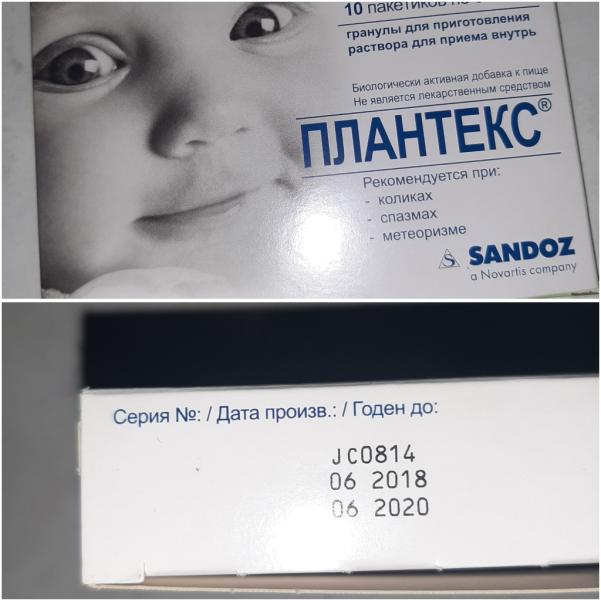 10 пакетиков по
гранулы для приготовления
раствора для приема внутрь
Биологически активная добавка к пище
Не является лекарственным средством
ПЛАНТЕКС®
Рекомендуется при:
- коликах
- спазмах
- метеоризме
S SANDOZ
a Novartis company
Серия №: / Дата произв.: / Годен до:
JC0814
06 2018
06 2020